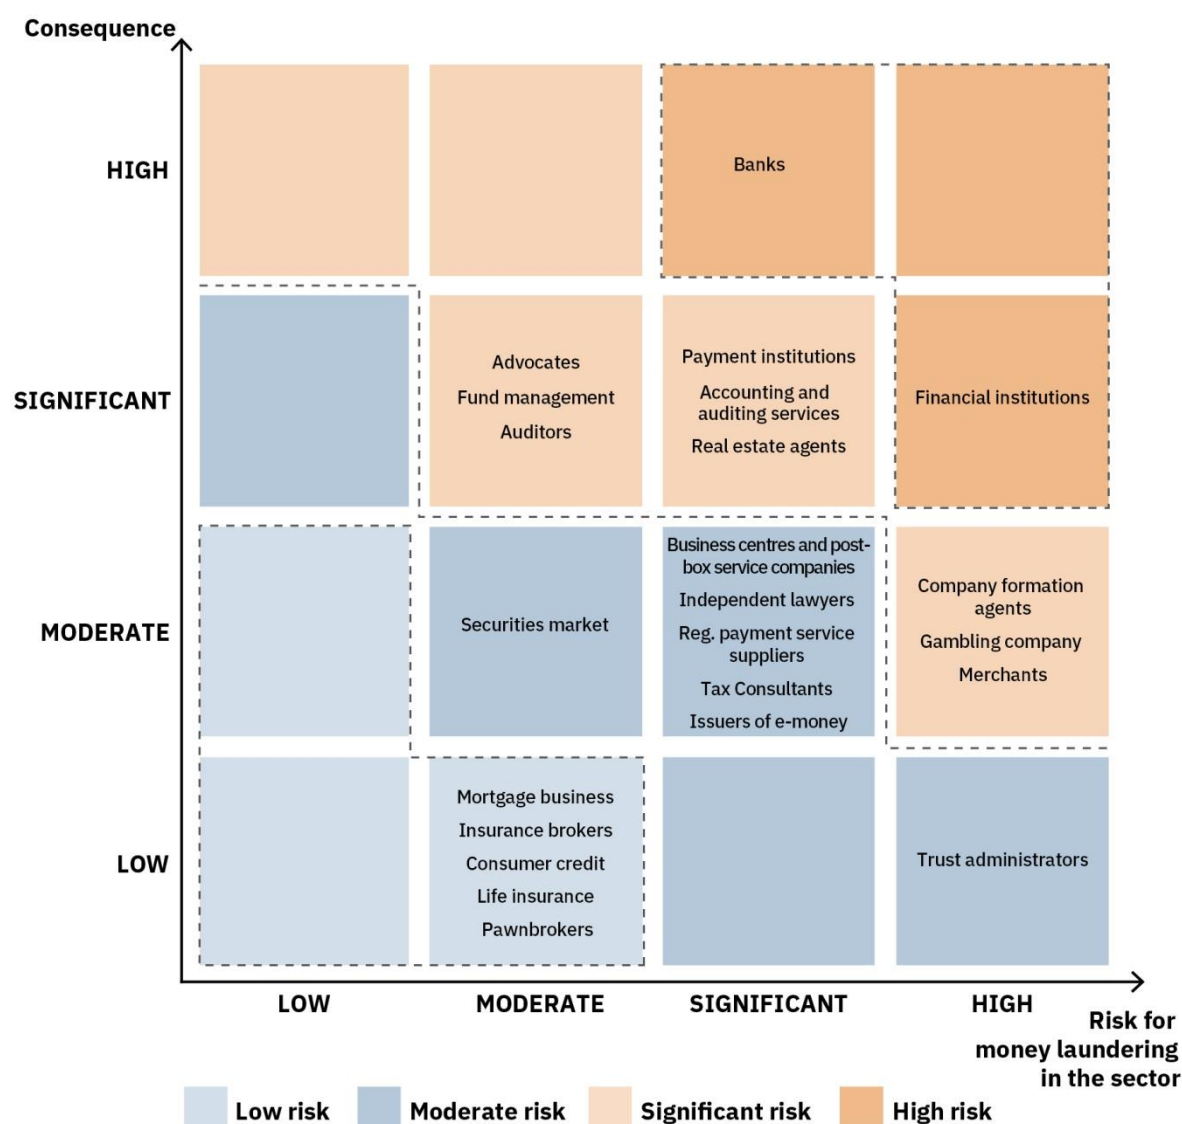 Consequence
HIGH
Banks
SIGNIFICANT
Advocates
Fund management
Auditors
Payment institutions
Accounting and
auditing services
Real estate agents
Financial institutions
MODERATE
Securities market
Business centres and post-
box service companies
Independent lawyers
Reg. payment service
suppliers
Tax Consultants
Issuers of e-money
Company formation
agents
Gambling company
Merchants
LOW
Mortgage business
Insurance brokers
Consumer credit
Life insurance
Pawnbrokers
Trust administrators
LOW
MODERATE
SIGNIFICANT
HIGH
Risk for
money laundering
in the sector
Low risk
Moderate risk
Significant risk
High risk